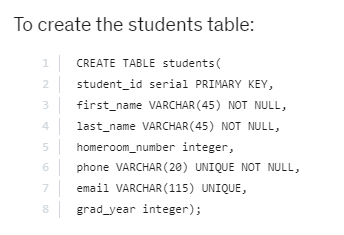 To create the students table:
1 CREATE TABLE students(
2 student_id serial PRIMARY KEY,
3 first_name VARCHAR(45) NOT NULL,
4 last_name VARCHAR(45) NOT NULL,
5 homeroom_number integer,
6 phone VARCHAR(20) UNIQUE NOT NULL,
7 email VARCHAR(115) UNIQUE,
8 grad_year integer);